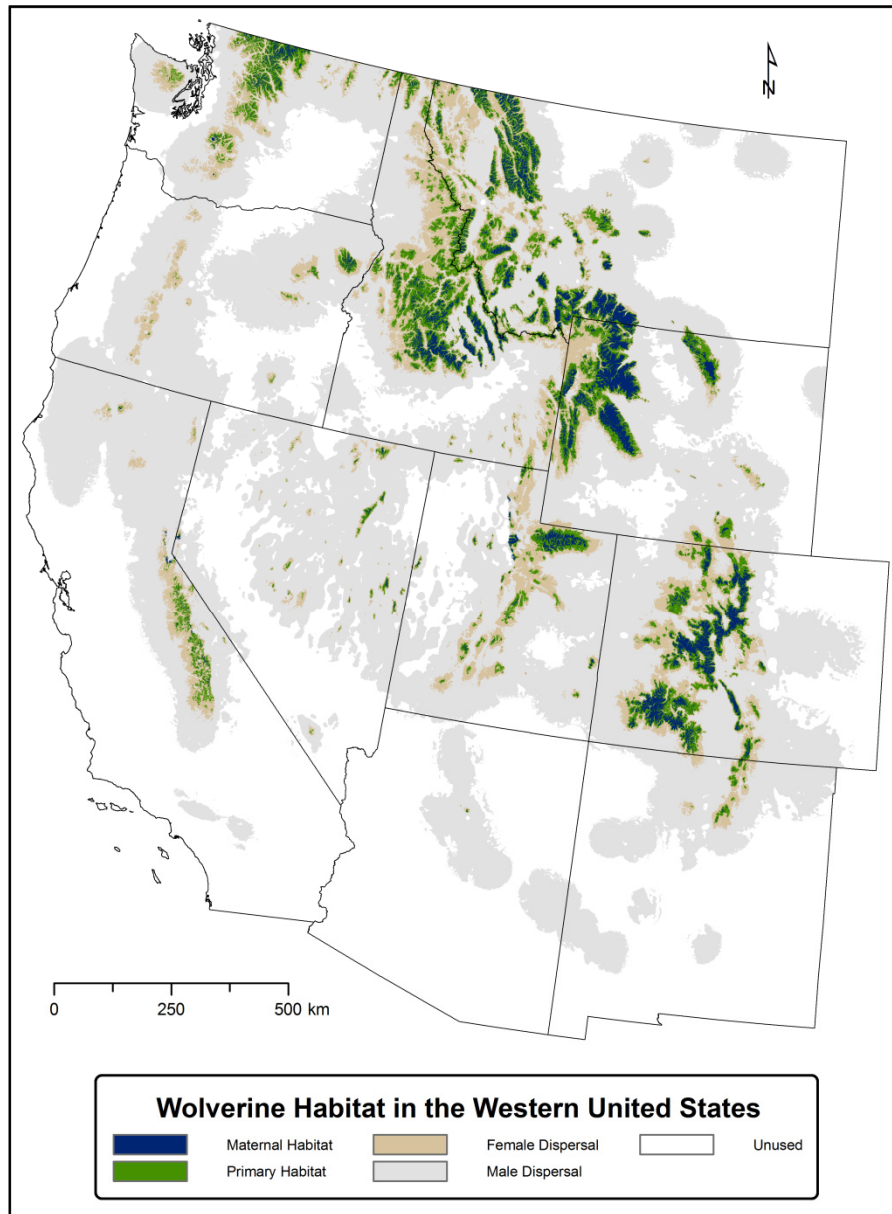 N
0 250 500 km
Wolverine Habitat in the Western United States
Maternal Habitat Female Dispersal Unused
Primary Habitat Male Dispersal